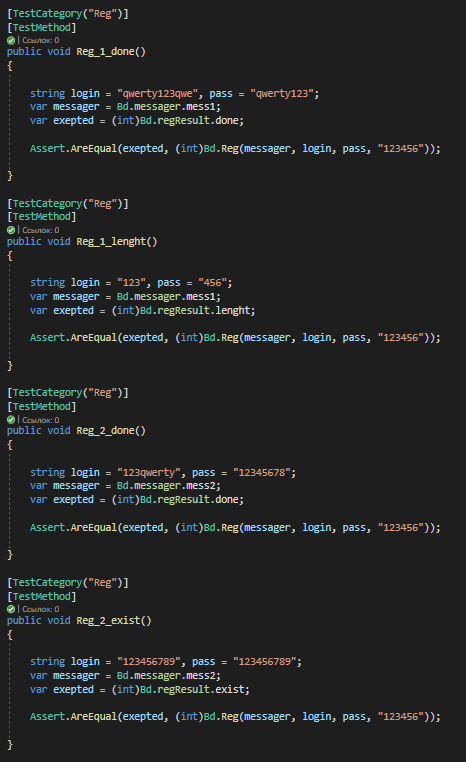 [TestCategory("Reg")]
[TestMethod]
| Ссылок: 0
public void Reg_1_done()
{
string login = "qwerty123qwe", pass = "qwerty123";
var messager = Bd.messager.mess1;
var exepted = (int)Bd.regResult.done;
Assert.AreEqual(exepted, (int)Bd.Reg(messager, login, pass, "123456"));
}
[TestCategory("Reg")]
[TestMethod]
| Ссылок: 0
public void Reg_1_lenght()
{
string login = "123", pass = "456";
var messager = Bd.messager.mess1;
var exepted = (int)Bd.regResult.lenght;
Assert.AreEqual(exepted, (int)Bd.Reg(messager, login, pass, "123456"));
}
[TestCategory("Reg")]
[TestMethod]
| Ссылок: 0
public void Reg_2_done()
{
string login = "123qwerty", pass = "12345678";
var messager = Bd.messager.mess2;
var exepted = (int)Bd.regResult.done;
Assert.AreEqual(exepted, (int)Bd.Reg(messager, login, pass, "123456"));
}
[TestCategory("Reg")]
[TestMethod]
| Ссылок: 0
public void Reg_2_exist()
{
string login = "123456789", pass = "123456789";
var messager = Bd.messager.mess2;
var exepted = (int)Bd.regResult.exist;
Assert.AreEqual(exepted, (int)Bd.Reg(messager, login, pass, "123456"));
}